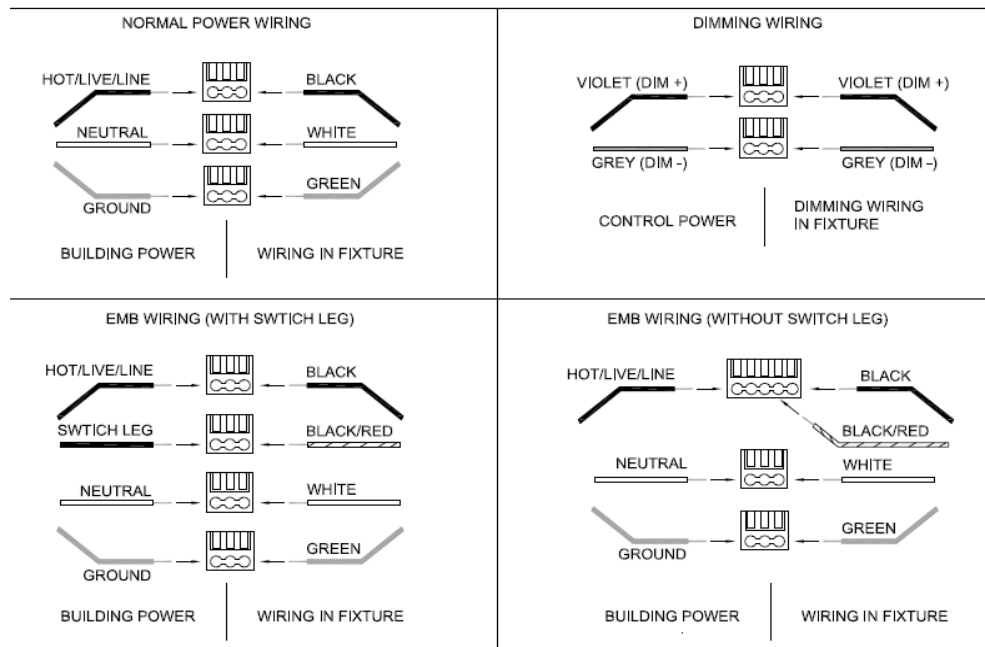 NORMAL POWER WIRING
HOT/LIVE/LINE
BLACK
NEUTRAL
WHITE
GREEN
GROUND
BUILDING POWER
WIRING IN FIXTURE
DIMMING WIRING
VIOLET (DIM +)
VIOLET (DIM +)
GREY (DIM -)
GREY (DIM -)
CONTROL POWER
DIMMING WIRING
IN FIXTURE
EMB WIRING (WITH SWTICH LEG)
HOT/LIVE/LINE
BLACK
SWTICH LEG
BLACK/RED
NEUTRAL
WHITE
GREEN
GROUND
BUILDING POWER
WIRING IN FIXTURE
EMB WIRING (WITHOUT SWITCH LEG)
HOT/LIVE/LINE
BLACK
BLACK/RED
NEUTRAL
WHITE
GREEN
GROUND
BUILDING POWER
WIRING IN FIXTURE